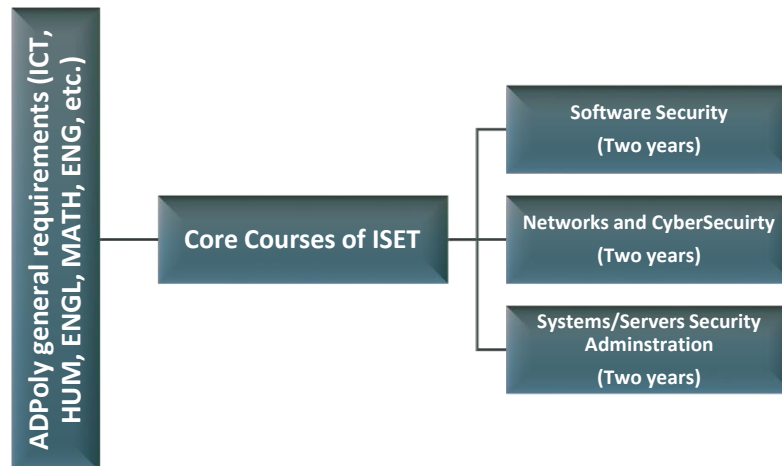 ADPoly general requirements (ICT,
HUM, ENGL, MATH, ENG, etc.)
Core Courses of ISET
Software Security
(Two years)
Networks and CyberSecuirty
(Two years)
Systems/Servers Security
Adminstration
(Two years)